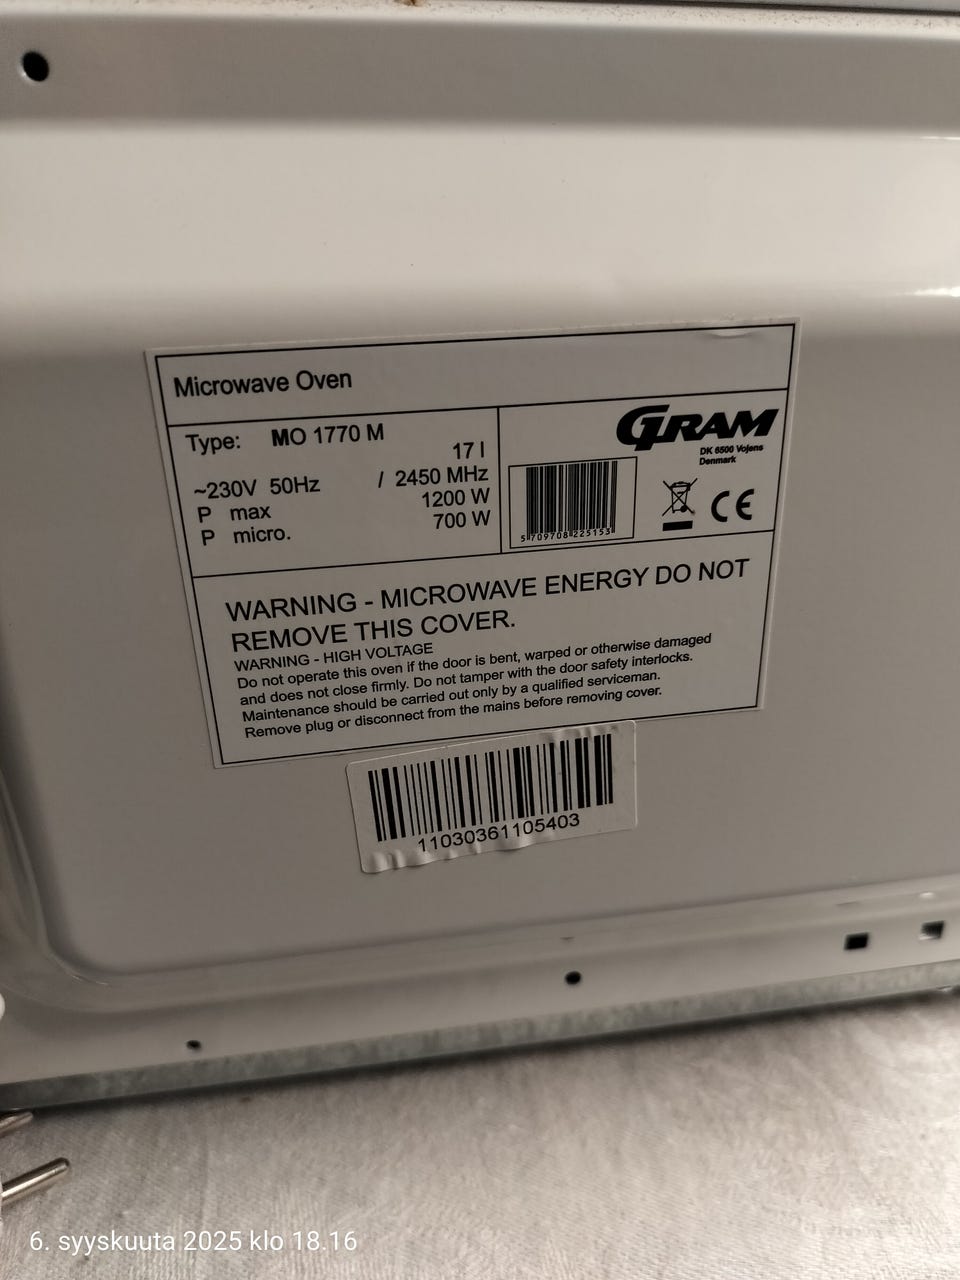 Microwave Oven
Type: MO 1770 M
17 l
~230V 50Hz / 2450 MHz
P max 1200 W
P micro. 700 W
GRAM
DK 6500 Vojens
Denmark
5 709708 225153
CE
WARNING - MICROWAVE ENERGY DO NOT
REMOVE THIS COVER.
WARNING - HIGH VOLTAGE
Do not operate this oven if the door is bent, warped or otherwise damaged
and does not close firmly. Do not tamper with the door safety interlocks.
Maintenance should be carried out only by a qualified serviceman.
Remove plug or disconnect from the mains before removing cover.
11030361105403
6. syyskuuta 2025 klo 18.16